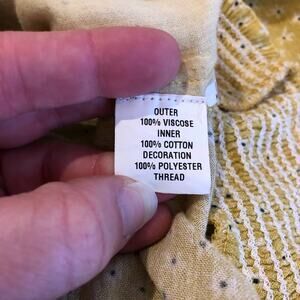 OUTER
100% VISCOSE
INNER
100% COTTON
DECORATION
100% POLYESTER
THREAD